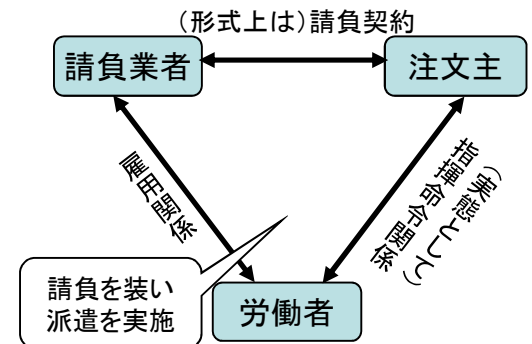 (形式上は)請負契約
請負業者
注文主
雇用関係
(実態として)
指揮命令関係
請負を装い
派遣を実施
労働者